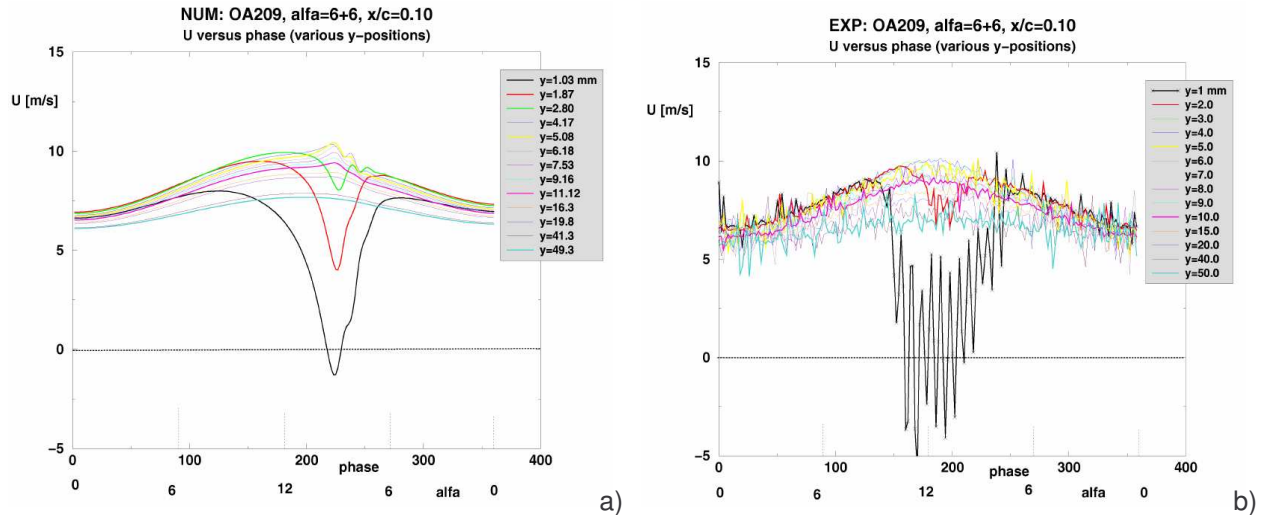 NUM: OA209, alfa=6+6, x/c=0.10
U versus phase (various y-positions)
15
U [m/s]
10
5
0
−5
0
100
200
300
400
phase
0
6
12
6
alfa
0
y=1.03 mm
y=1.87
y=2.80
y=4.17
y=5.08
y=6.18
y=7.53
y=9.16
y=11.12
y=16.3
y=19.8
y=41.3
y=49.3
a)
EXP: OA209, alfa=6+6, x/c=0.10
U versus phase (various y-positions)
15
U [m/s]
10
5
0
−5
0
100
200
300
400
phase
0
6
12
6
alfa
0
y=1 mm
y=2.0
y=3.0
y=4.0
y=5.0
y=6.0
y=7.0
y=8.0
y=9.0
y=10.0
y=15.0
y=20.0
y=40.0
y=50.0
b)